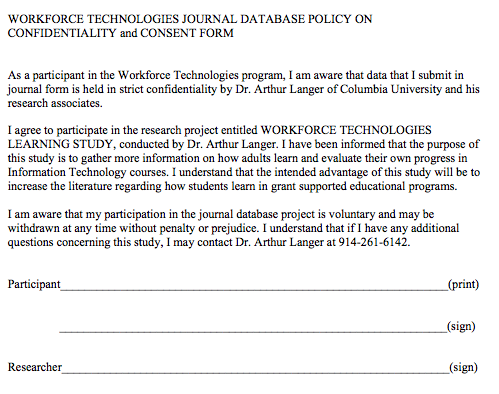 WORKFORCE TECHNOLOGIES JOURNAL DATABASE POLICY ON
CONFIDENTIALITY and CONSENT FORM
As a participant in the Workforce Technologies program, I am aware that data that I submit in
journal form is held in strict confidentiality by Dr. Arthur Langer of Columbia University and his
research associates.
I agree to participate in the research project entitled WORKFORCE TECHNOLOGIES
LEARNING STUDY, conducted by Dr. Arthur Langer. I have been informed that the purpose of
this study is to gather more information on how adults learn and evaluate their own progress in
Information Technology courses. I understand that the intended advantage of this study will be to
increase the literature regarding how students learn in grant supported educational programs.
I am aware that my participation in the journal database project is voluntary and may be
withdrawn at any time without penalty or prejudice. I understand that if I have any additional
questions concerning this study, I may contact Dr. Arthur Langer at 914-261-6142.
Participant (print)
(sign)
Researcher (sign)